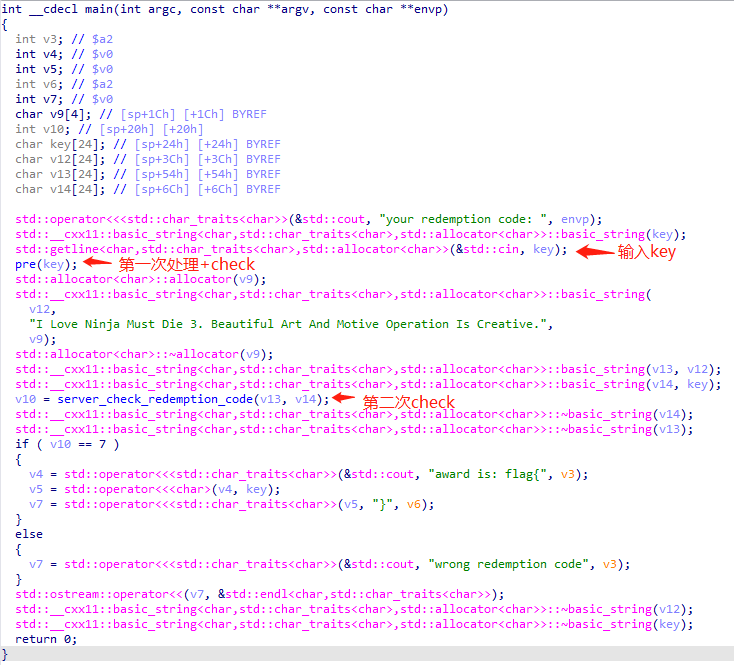 int __cdecl main(int argc, const char **argv, const char **envp)
{
int v3; // $a2
int v4; // $v0
int v5; // $v0
int v6; // $a2
int v7; // $v0
char v9[4]; // [sp+1Ch] [+1Ch] BYREF
int v10; // [sp+20h] [+20h]
char key[24]; // [sp+24h] [+24h] BYREF
char v12[24]; // [sp+3Ch] [+3Ch] BYREF
char v13[24]; // [sp+54h] [+54h] BYREF
char v14[24]; // [sp+6Ch] [+6Ch] BYREF
std::operator<<<std::char_traits<char>>(&std::cout, "your redemption code: ", envp);
std::__cxx11::basic_string<char,std::char_traits<char>,std::allocator<char>>::basic_string(key);
std::getline<char,std::char_traits<char>,std::allocator<char>>(&std::cin, key); 输入key
pre(key); 第一次处理+check
std::allocator<char>::allocator(v9);
std::__cxx11::basic_string<char,std::char_traits<char>,std::allocator<char>>::basic_string(
v12,
"I Love Ninja Must Die 3. Beautiful Art And Motive Operation Is Creative.",
v9);
std::allocator<char>::~allocator(v9);
std::__cxx11::basic_string<char,std::char_traits<char>,std::allocator<char>>::basic_string(v13, v12);
std::__cxx11::basic_string<char,std::char_traits<char>,std::allocator<char>>::basic_string(v14, key);
v10 = server_check_redemption_code(v13, v14); 第二次check
std::__cxx11::basic_string<char,std::char_traits<char>,std::allocator<char>>::~basic_string(v14);
std::__cxx11::basic_string<char,std::char_traits<char>,std::allocator<char>>::~basic_string(v13);
if ( v10 == 7 )
{
v4 = std::operator<<<std::char_traits<char>>(&std::cout, "award is: flag{", v3);
v5 = std::operator<<<char>(v4, key);
v7 = std::operator<<<std::char_traits<char>>(v5, "}", v6);
}
else
{
v7 = std::operator<<<std::char_traits<char>>(&std::cout, "wrong redemption code", v3);
}
std::ostream::operator<<(v7, &std::endl<char,std::char_traits<char>>);
std::__cxx11::basic_string<char,std::char_traits<char>,std::allocator<char>>::~basic_string(v12);
std::__cxx11::basic_string<char,std::char_traits<char>,std::allocator<char>>::~basic_string(key);
return 0;
}